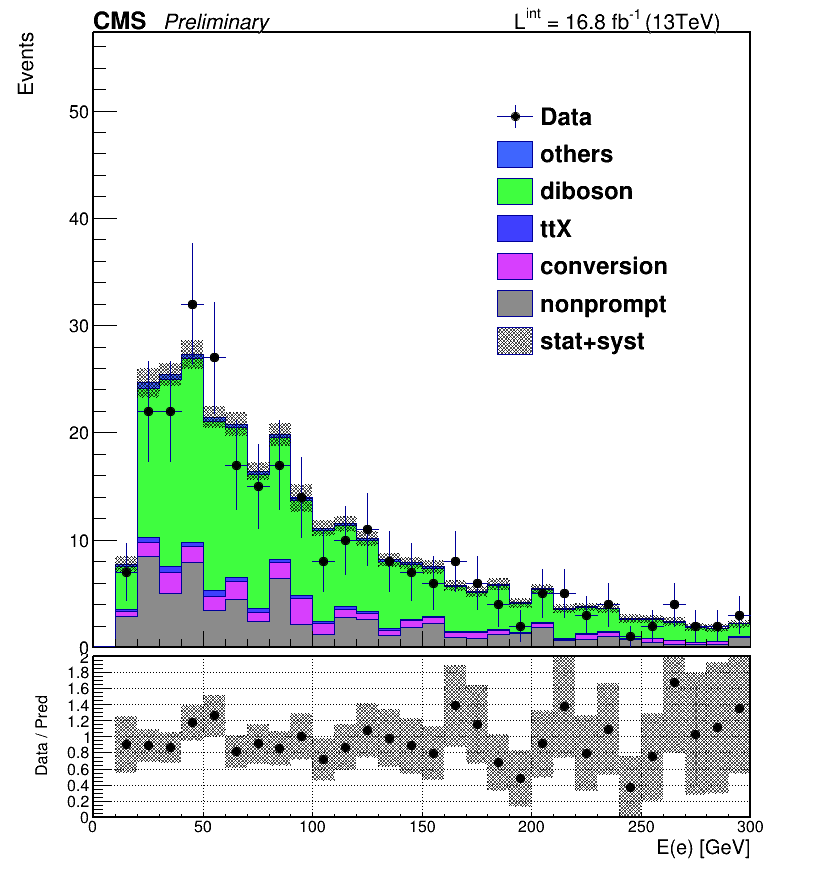 CMS Preliminary L^int = 16.8 fb^-1 (13TeV)
Events
50
40
30
20
10
0
Data
others
diboson
ttX
conversion
nonprompt
stat+syst
Data / Pred
2
1.8
1.6
1.4
1.2
1
0.8
0.6
0.4
0.2
0
0 50 100 150 200 250 300
E(e) [GeV]